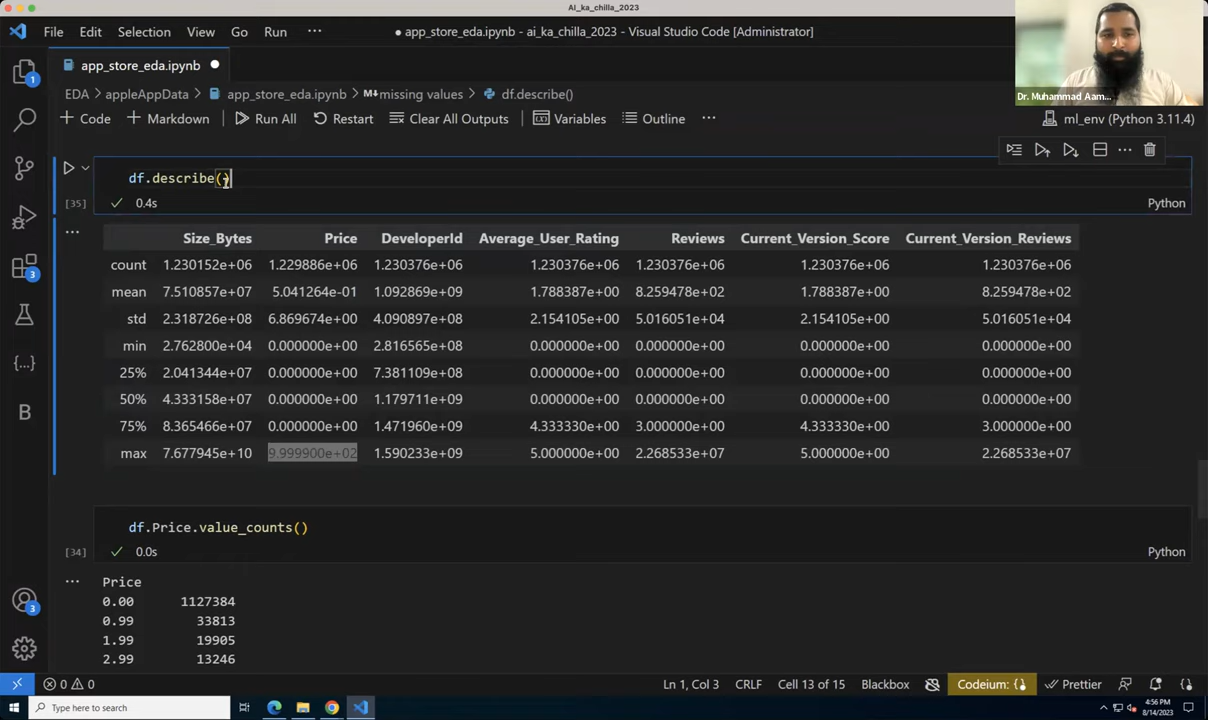 AI_ka_chilla_2023
File Edit Selection View Go Run ···
● app_store_eda.ipynb - ai_ka_chilla_2023 - Visual Studio Code [Administrator]
Dr. Muhammad Aam...
app_store_eda.ipynb ●
EDA > appleAppData > app_store_eda.ipynb > M↓missing values > df.describe()
+ Code + Markdown Run All Restart Clear All Outputs Variables Outline ··· ml_env (Python 3.11.4)
df.describe()
[35] ✓ 0.4s Python
Size_Bytes Price DeveloperId Average_User_Rating Reviews Current_Version_Score Current_Version_Reviews
count 1.230152e+06 1.229886e+06 1.230376e+06 1.230376e+06 1.230376e+06 1.230376e+06 1.230376e+06
mean 7.510857e+07 5.041264e-01 1.092869e+09 1.788387e+00 8.259478e+02 1.788387e+00 8.259478e+02
std 2.318726e+08 6.869674e+00 4.090897e+08 2.154105e+00 5.016051e+04 2.154105e+00 5.016051e+04
min 2.762800e+04 0.000000e+00 2.816565e+08 0.000000e+00 0.000000e+00 0.000000e+00 0.000000e+00
25% 2.041344e+07 0.000000e+00 7.381109e+08 0.000000e+00 0.000000e+00 0.000000e+00 0.000000e+00
50% 4.333158e+07 0.000000e+00 1.179711e+09 0.000000e+00 0.000000e+00 0.000000e+00 0.000000e+00
75% 8.365466e+07 0.000000e+00 1.471960e+09 4.333330e+00 3.000000e+00 4.333330e+00 3.000000e+00
max 7.677945e+10 9.999900e+02 1.590233e+09 5.000000e+00 2.268533e+07 5.000000e+00 2.268533e+07
df.Price.value_counts()
[34] ✓ 0.0s Python
Price
0.00 1127384
0.99 33813
1.99 19905
2.99 13246
1
3
B
3
0 0 Ln 1, Col 3 CRLF Cell 13 of 15 Blackbox Codeium: {··} Prettier
Type here to search
4:56 PM
8/14/2023